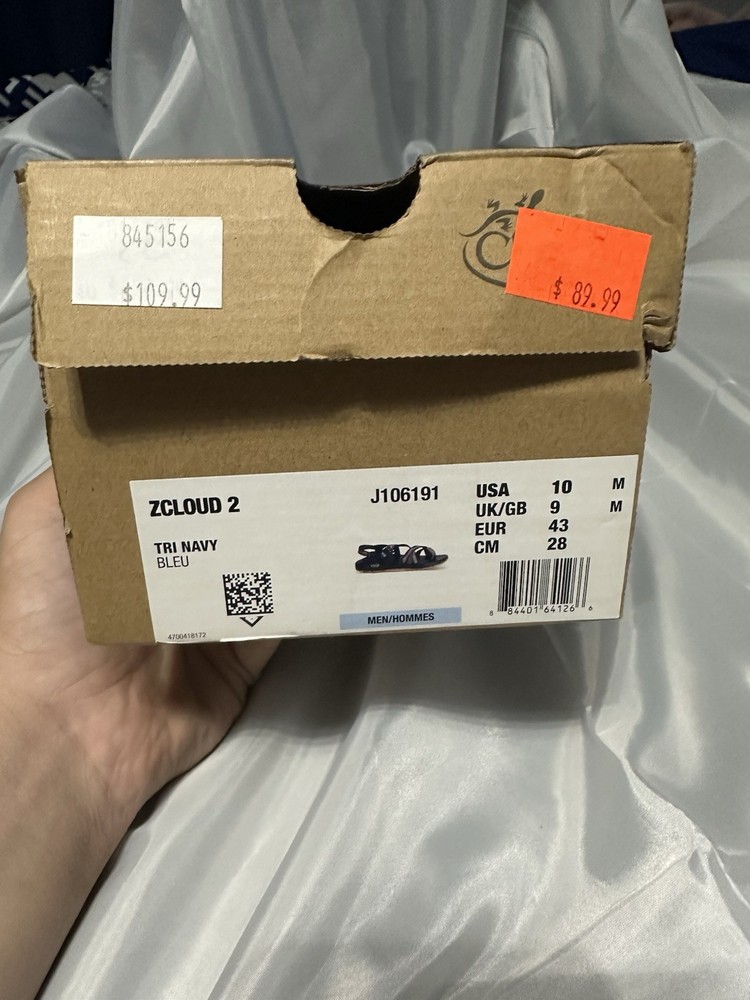 845156
$109.99
C
$ 89.99
ZCLOUD 2
J106191
TRI NAVY
BLEU
USA 10 M
UK/GB 9 M
EUR 43
CM 28
4700418172
MEN/HOMMES
8 84401 64126 6